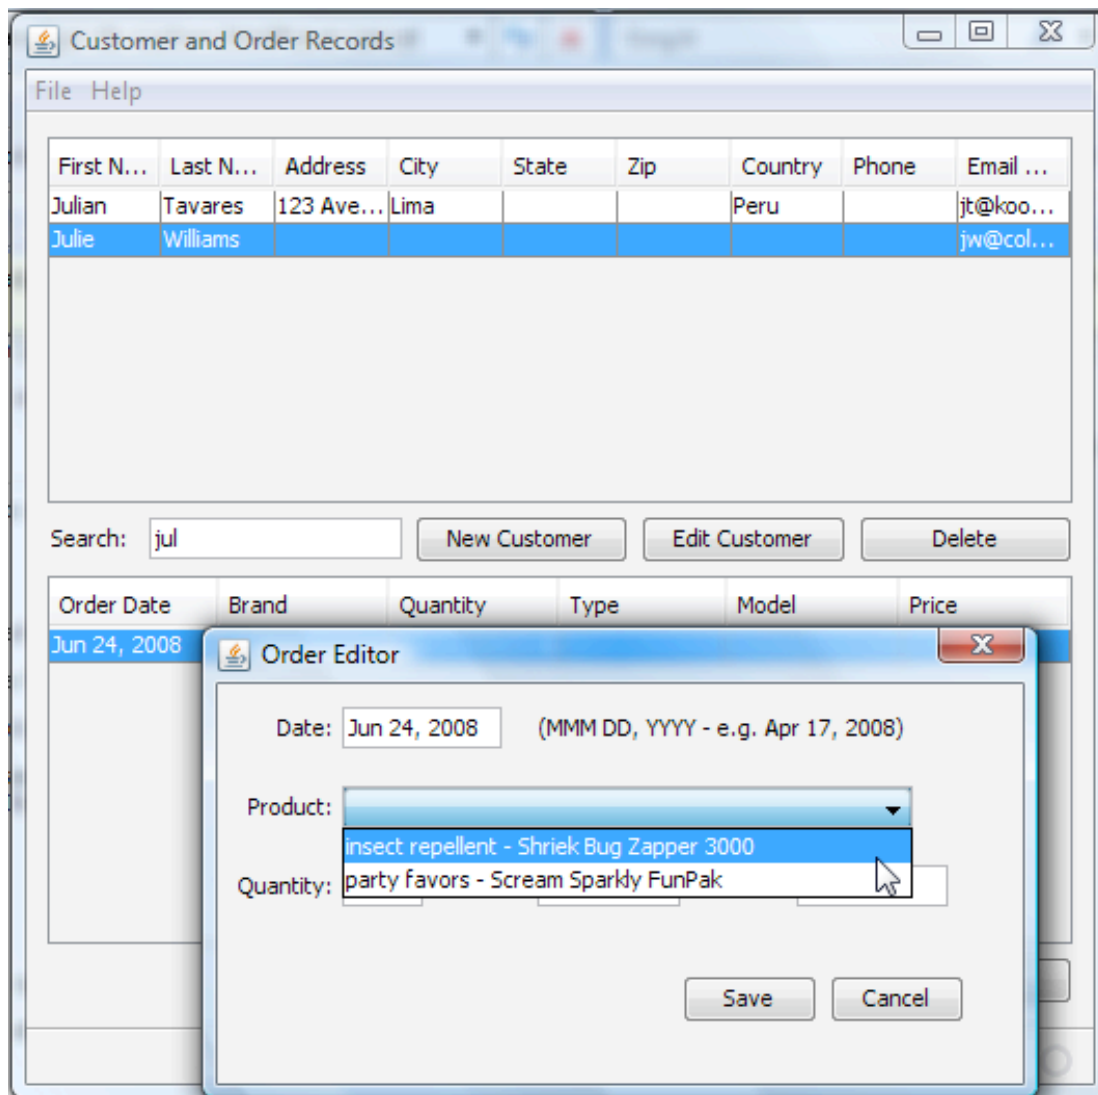 Customer and Order Records
File Help
First N... Last N... Address City State Zip Country Phone Email ...
Julian Tavares 123 Ave... Lima Peru jt@koo...
Julie Williams jw@col...
Search: jul New Customer Edit Customer Delete
Order Date Brand Quantity Type Model Price
Jun 24, 2008
Order Editor
Date: Jun 24, 2008 (MMM DD, YYYY - e.g. Apr 17, 2008)
Product:
insect repellent - Shriek Bug Zapper 3000
Quantity: party favors - Scream Sparkly FunPak
Save Cancel